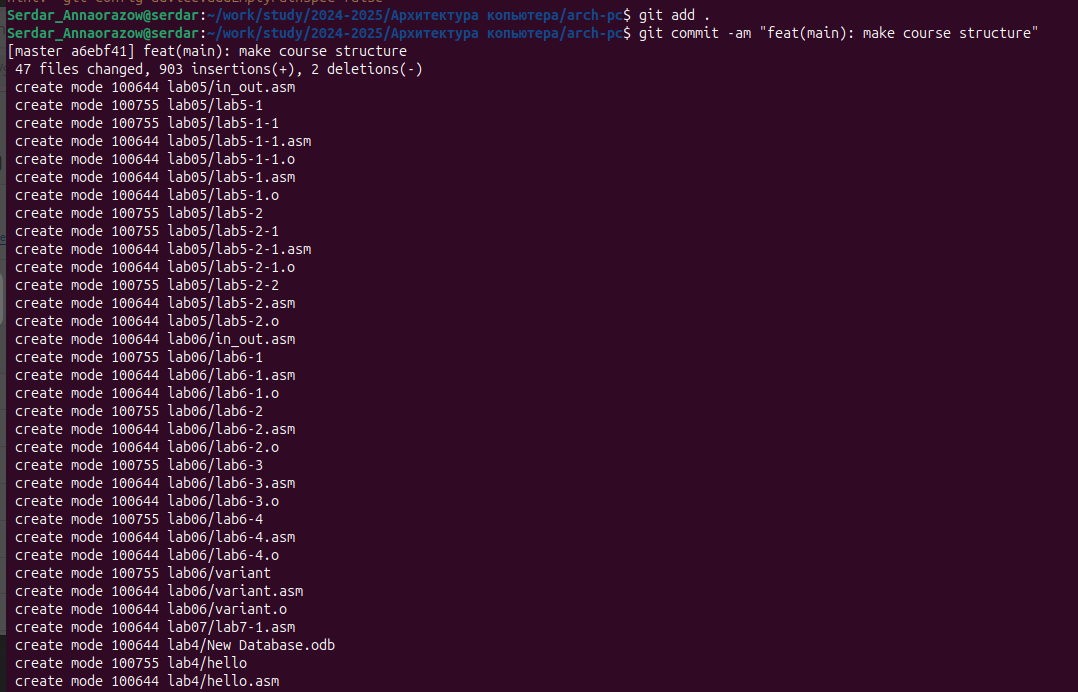 Serdar_Annaorazow@serdar:~/work/study/2024-2025/Архитектура копьютера/arch-pc$ git add .
Serdar_Annaorazow@serdar:~/work/study/2024-2025/Архитектура копьютера/arch-pc$ git commit -am "feat(main): make course structure"
[master a6ebf41] feat(main): make course structure
47 files changed, 903 insertions(+), 2 deletions(-)
create mode 100644 lab05/in_out.asm
create mode 100755 lab05/lab5-1
create mode 100755 lab05/lab5-1-1
create mode 100644 lab05/lab5-1-1.asm
create mode 100644 lab05/lab5-1-1.o
create mode 100644 lab05/lab5-1.asm
create mode 100644 lab05/lab5-1.o
create mode 100755 lab05/lab5-2
create mode 100755 lab05/lab5-2-1
create mode 100644 lab05/lab5-2-1.asm
create mode 100644 lab05/lab5-2-1.o
create mode 100755 lab05/lab5-2-2
create mode 100644 lab05/lab5-2.asm
create mode 100644 lab05/lab5-2.o
create mode 100644 lab06/in_out.asm
create mode 100755 lab06/lab6-1
create mode 100644 lab06/lab6-1.asm
create mode 100644 lab06/lab6-1.o
create mode 100755 lab06/lab6-2
create mode 100644 lab06/lab6-2.asm
create mode 100644 lab06/lab6-2.o
create mode 100755 lab06/lab6-3
create mode 100644 lab06/lab6-3.asm
create mode 100644 lab06/lab6-3.o
create mode 100755 lab06/lab6-4
create mode 100644 lab06/lab6-4.asm
create mode 100644 lab06/lab6-4.o
create mode 100755 lab06/variant
create mode 100644 lab06/variant.asm
create mode 100644 lab06/variant.o
create mode 100644 lab07/lab7-1.asm
create mode 100644 lab4/New Database.odb
create mode 100755 lab4/hello
create mode 100644 lab4/hello.asm